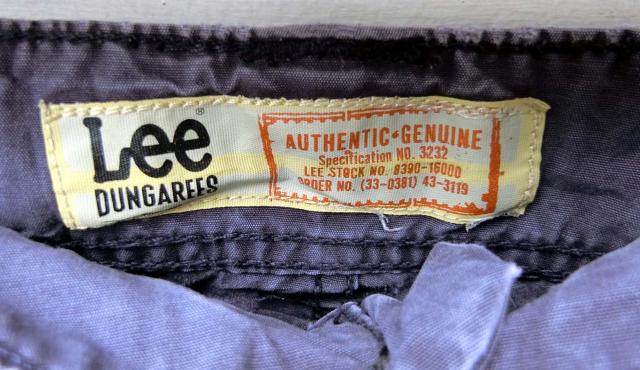 Lee®
DUNGAREES
AUTHENTIC•GENUINE
Specification NO. 3232
LEE STOCK NO. 8390-16000
ORDER NO. (33-0381) 43-3119